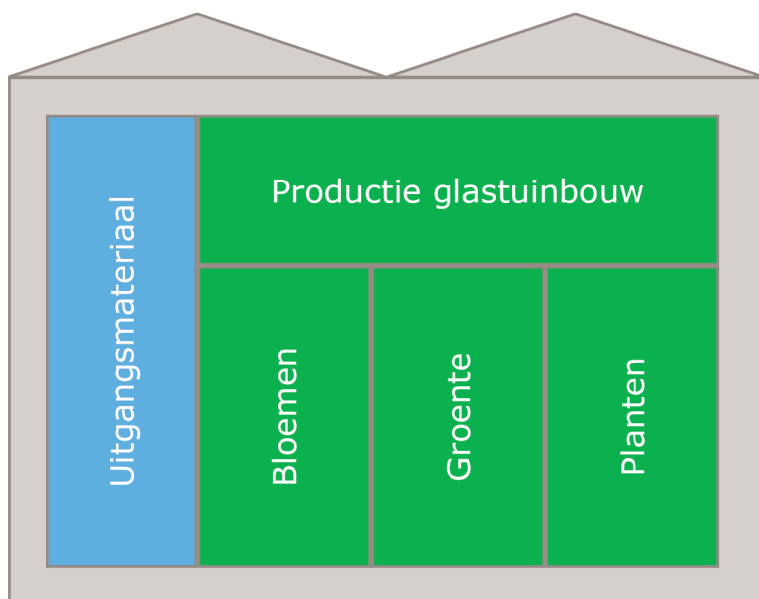 Uitgangsmateriaal
Productie glastuinbouw
Bloemen
Groente
Planten